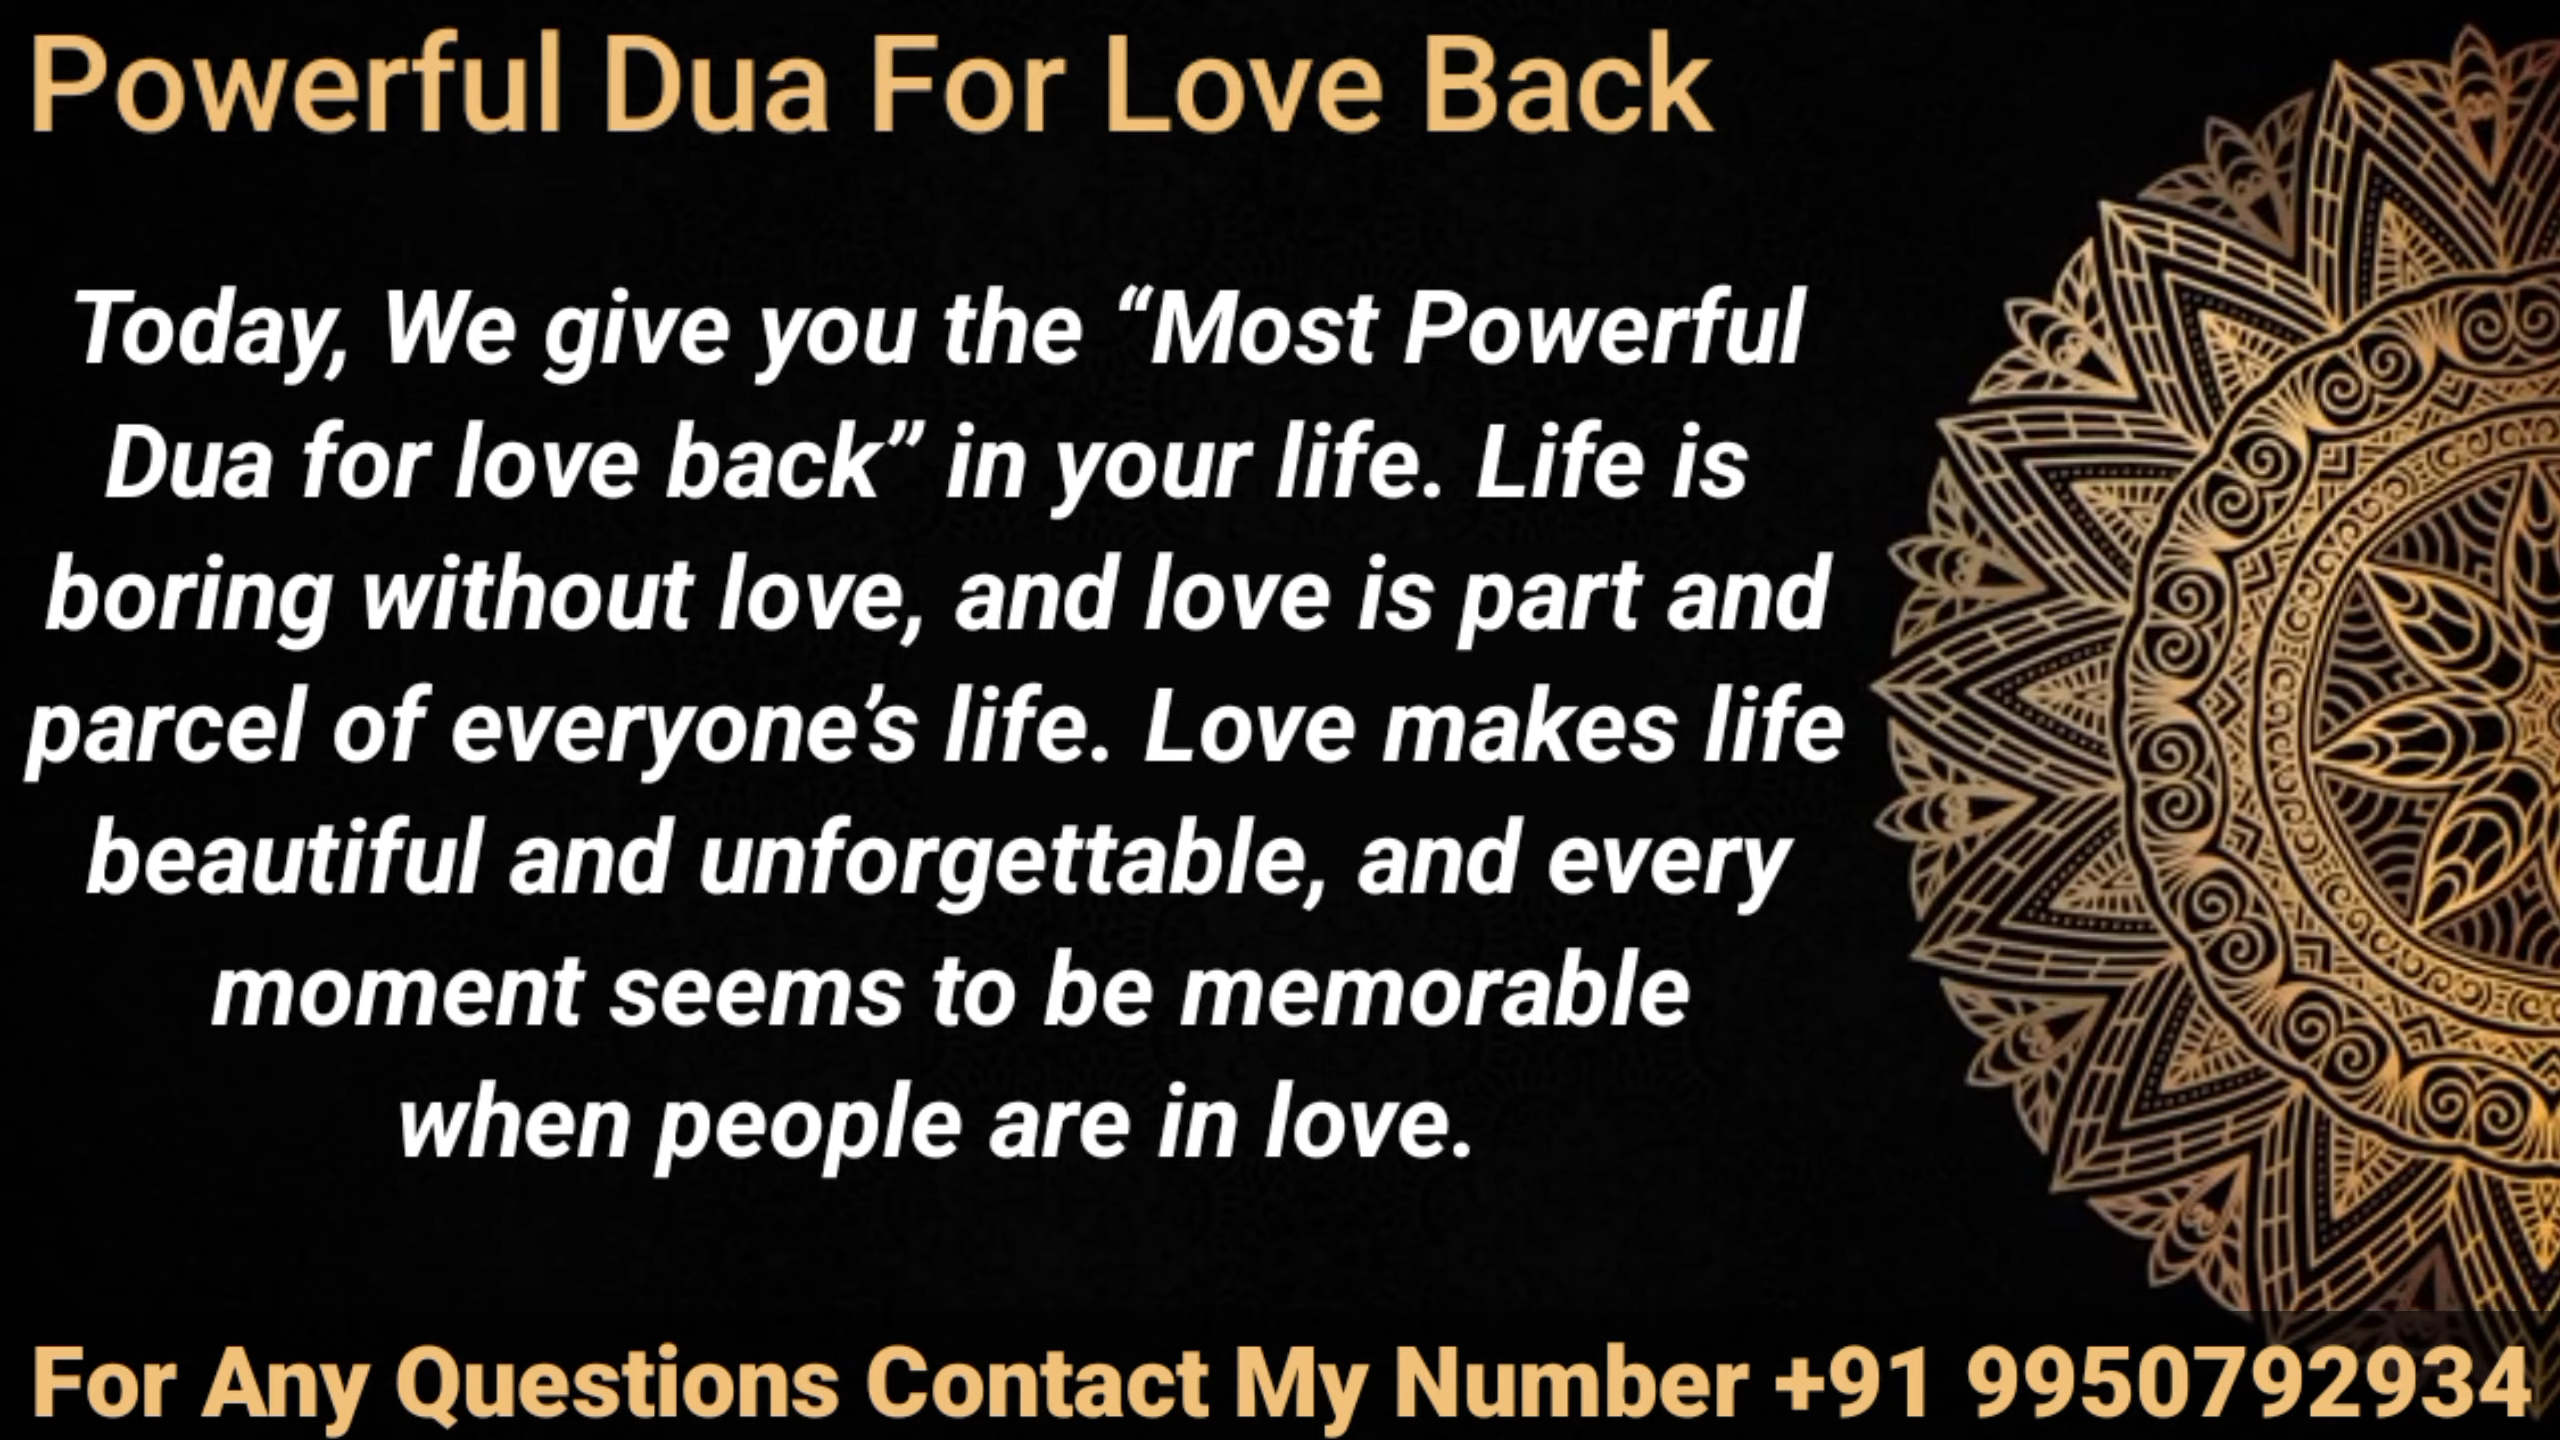 Powerful Dua For Love Back
Today, We give you the “Most Powerful
Dua for love back” in your life. Life is
boring without love, and love is part and
parcel of everyone’s life. Love makes life
beautiful and unforgettable, and every
moment seems to be memorable
when people are in love.
For Any Questions Contact My Number +91 9950792934